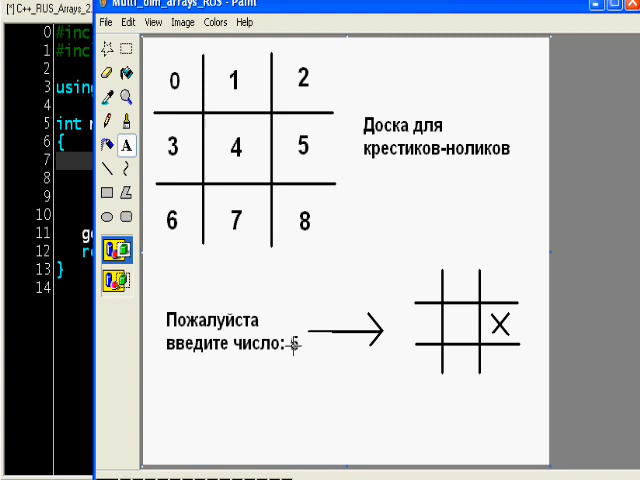 [*] C++_RUS_Arrays_2.
Multi_dim_arrays_RUS - Paint
File Edit View Image Colors Help
0 #inc
1 #inc
2
3 using
4
5 int
6 {
7
8
9
10
11
12
13 }
14
A
0 1 2
3 4 5
6 7 8
Доска для
крестиков-ноликов
Пожалуйста
введите число: 5
X